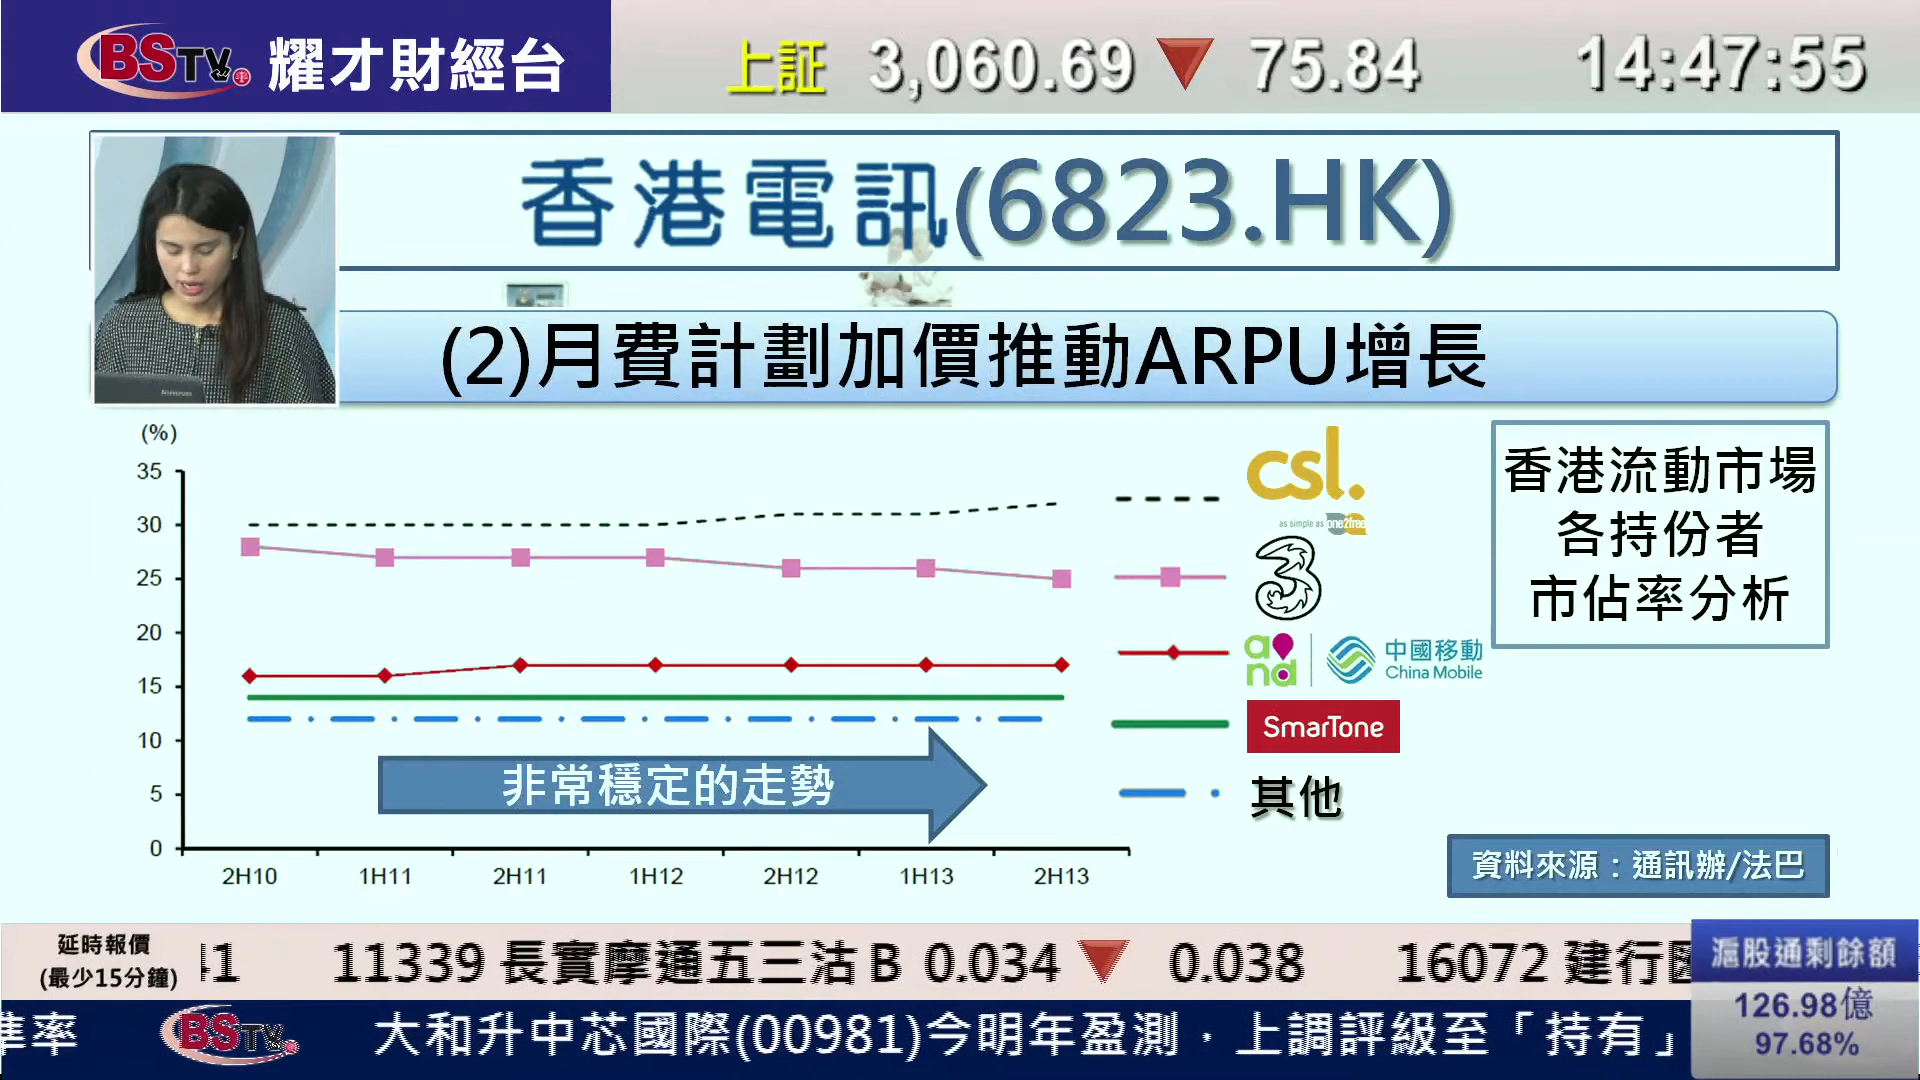 BSTV 耀才財經台
上証 3,060.69 ▼ 75.84 14:47:55
香港電訊(6823.HK)
(2)月費計劃加價推動ARPU增長
(%)
35
30
25
20
15
10
5
0
2H10 1H11 2H11 1H12 2H12 1H13 2H13
非常穩定的走勢
csl.
as simple as one2free
3
and 中國移動
China Mobile
SmarTone
其他
香港流動市場
各持份者
市佔率分析
資料來源：通訊辦/法巴
延時報價
(最少15分鐘)
11339 長實摩通五三沽B 0.034 ▼ 0.038 16072 建行
滬股通剩餘額
126.98億
97.68%
準率 BSTV 大和升中芯國際(00981)今明年盈測，上調評級至「持有」